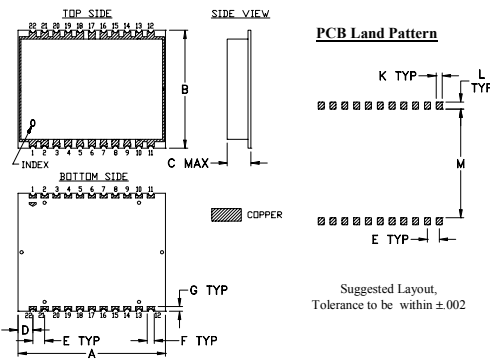 TOP SIDE
22 21 20 19 18 17 16 15 14 13 12
INDEX
1 2 3 4 5 6 7 8 9 10 11
B
SIDE VIEW
C MAX
BOTTOM SIDE
1 2 3 4 5 6 7 8 9 10 11
22 21 20 19 18 17 16 15 14 13 12
D
E TYP
A
F TYP
G TYP
COPPER
PCB Land Pattern
K TYP
L
TYP
M
E TYP
Suggested Layout,
Tolerance to be within ±.002